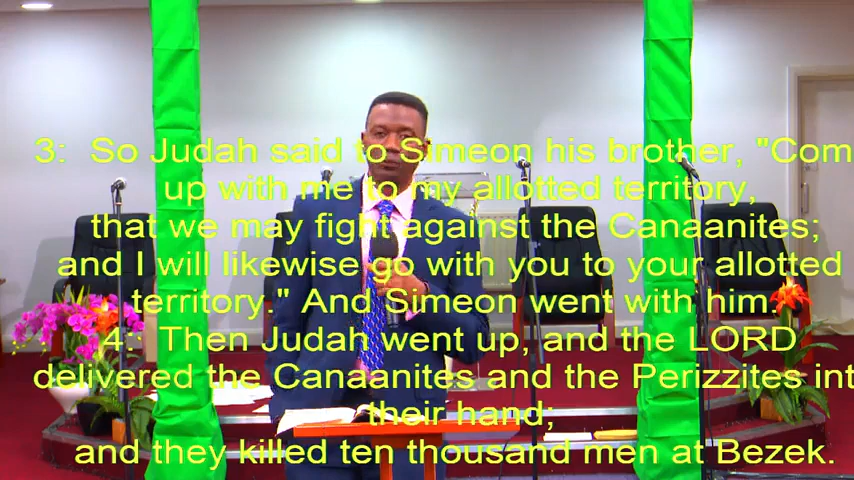 3:  So Judah said to Simeon his brother, "Com
up with me to my allotted territory,
that we may fight against the Canaanites;
and I will likewise go with you to your allotted
territory." And Simeon went with him.
4:  Then Judah went up, and the LORD
delivered the Canaanites and the Perizzites int
their hand;
and they killed ten thousand men at Bezek.